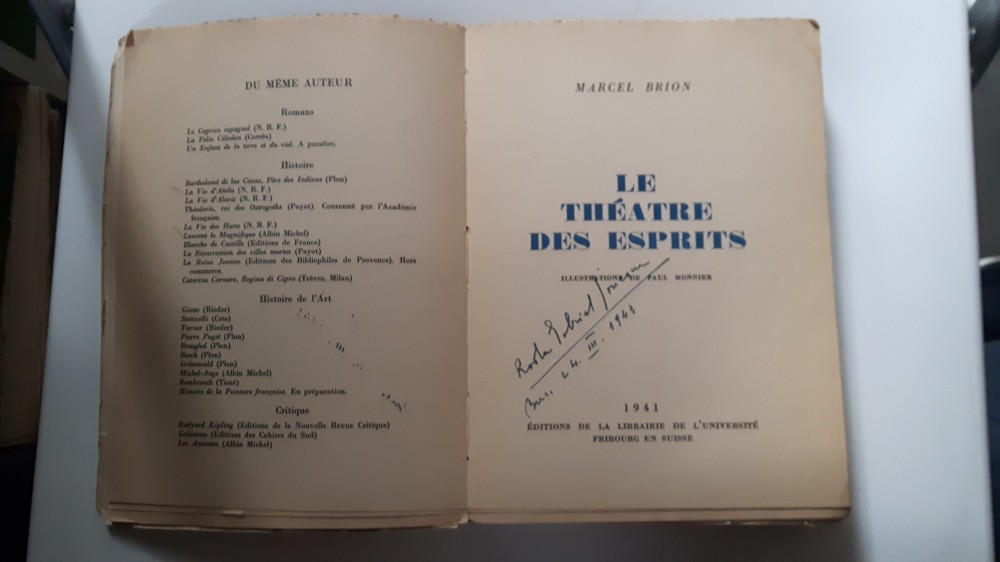 DU MÊME AUTEUR
Romans
Le Caprice espagnol (N. R. F.)
La Folie Céladon (Corrêa)
Un Enfant de la terre et du ciel. A paraître.
Histoire
Bartholomé de las Casas, Père des Indiens (Plon)
La Vie d'Attila (N. R. F.)
La Vie d'Alaric (N. R. F.)
Théodoric, roi des Ostrogoths (Payot). Couronné par l'Académie
française.
La Vie des Huns (N. R. F.)
Laurent le Magnifique (Albin Michel)
Blanche de Castille (Editions de France)
La Résurrection des villes mortes (Payot)
La Reine Jeanne (Editions des Bibliophiles de Provence). Hors
commerce.
Caterina Cornaro, Regina di Cipro (Trèves, Milan)
Histoire de l'Art
Giotto (Rieder)
Botticelli (Crès)
Turner (Rieder)
Pierre Puget (Plon)
Breughel (Plon)
Bosch (Plon)
Grünewald (Plon)
Michel-Ange (Albin Michel)
Rembrandt (Tisné)
Histoire de la Peinture française. En préparation.
Critique
Rudyard Kipling (Editions de la Nouvelle Revue Critique)
Gobineau (Editions des Cahiers du Sud)
Les Amantes (Albin Michel)
MARCEL BRION
LE
THÉATRE
DES ESPRITS
ILLUSTRATIONS DE PAUL MONNIER
24. III. 1943
1941
ÉDITIONS DE LA LIBRAIRIE DE L'UNIVERSITÉ
FRIBOURG EN SUISSE